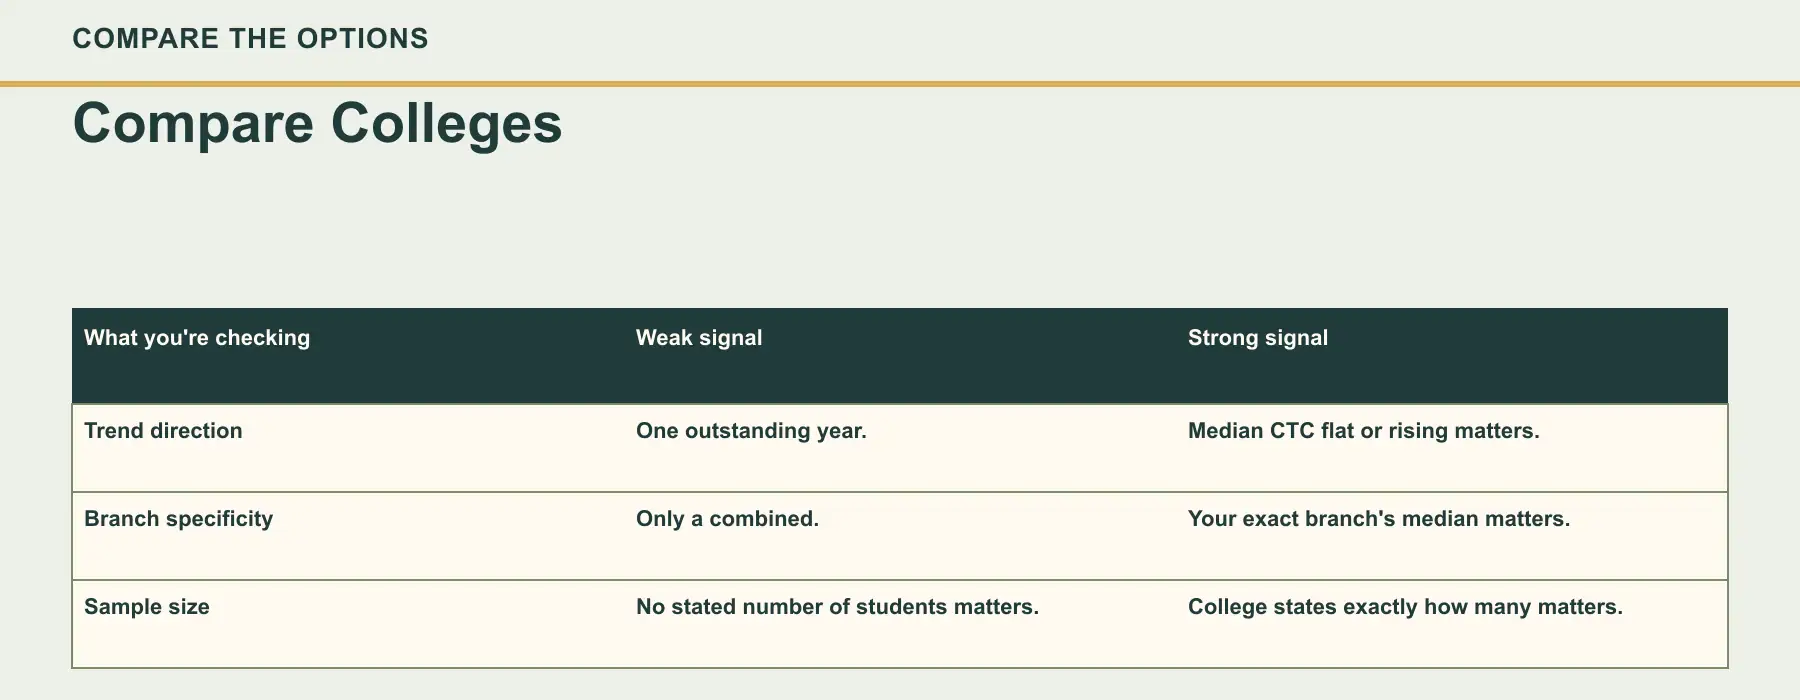 COMPARE THE OPTIONS
Compare Colleges
What you're checking Weak signal Strong signal
Trend direction One outstanding year. Median CTC flat or rising matters.
Branch specificity Only a combined. Your exact branch's median matters.
Sample size No stated number of students matters. College states exactly how many matters.